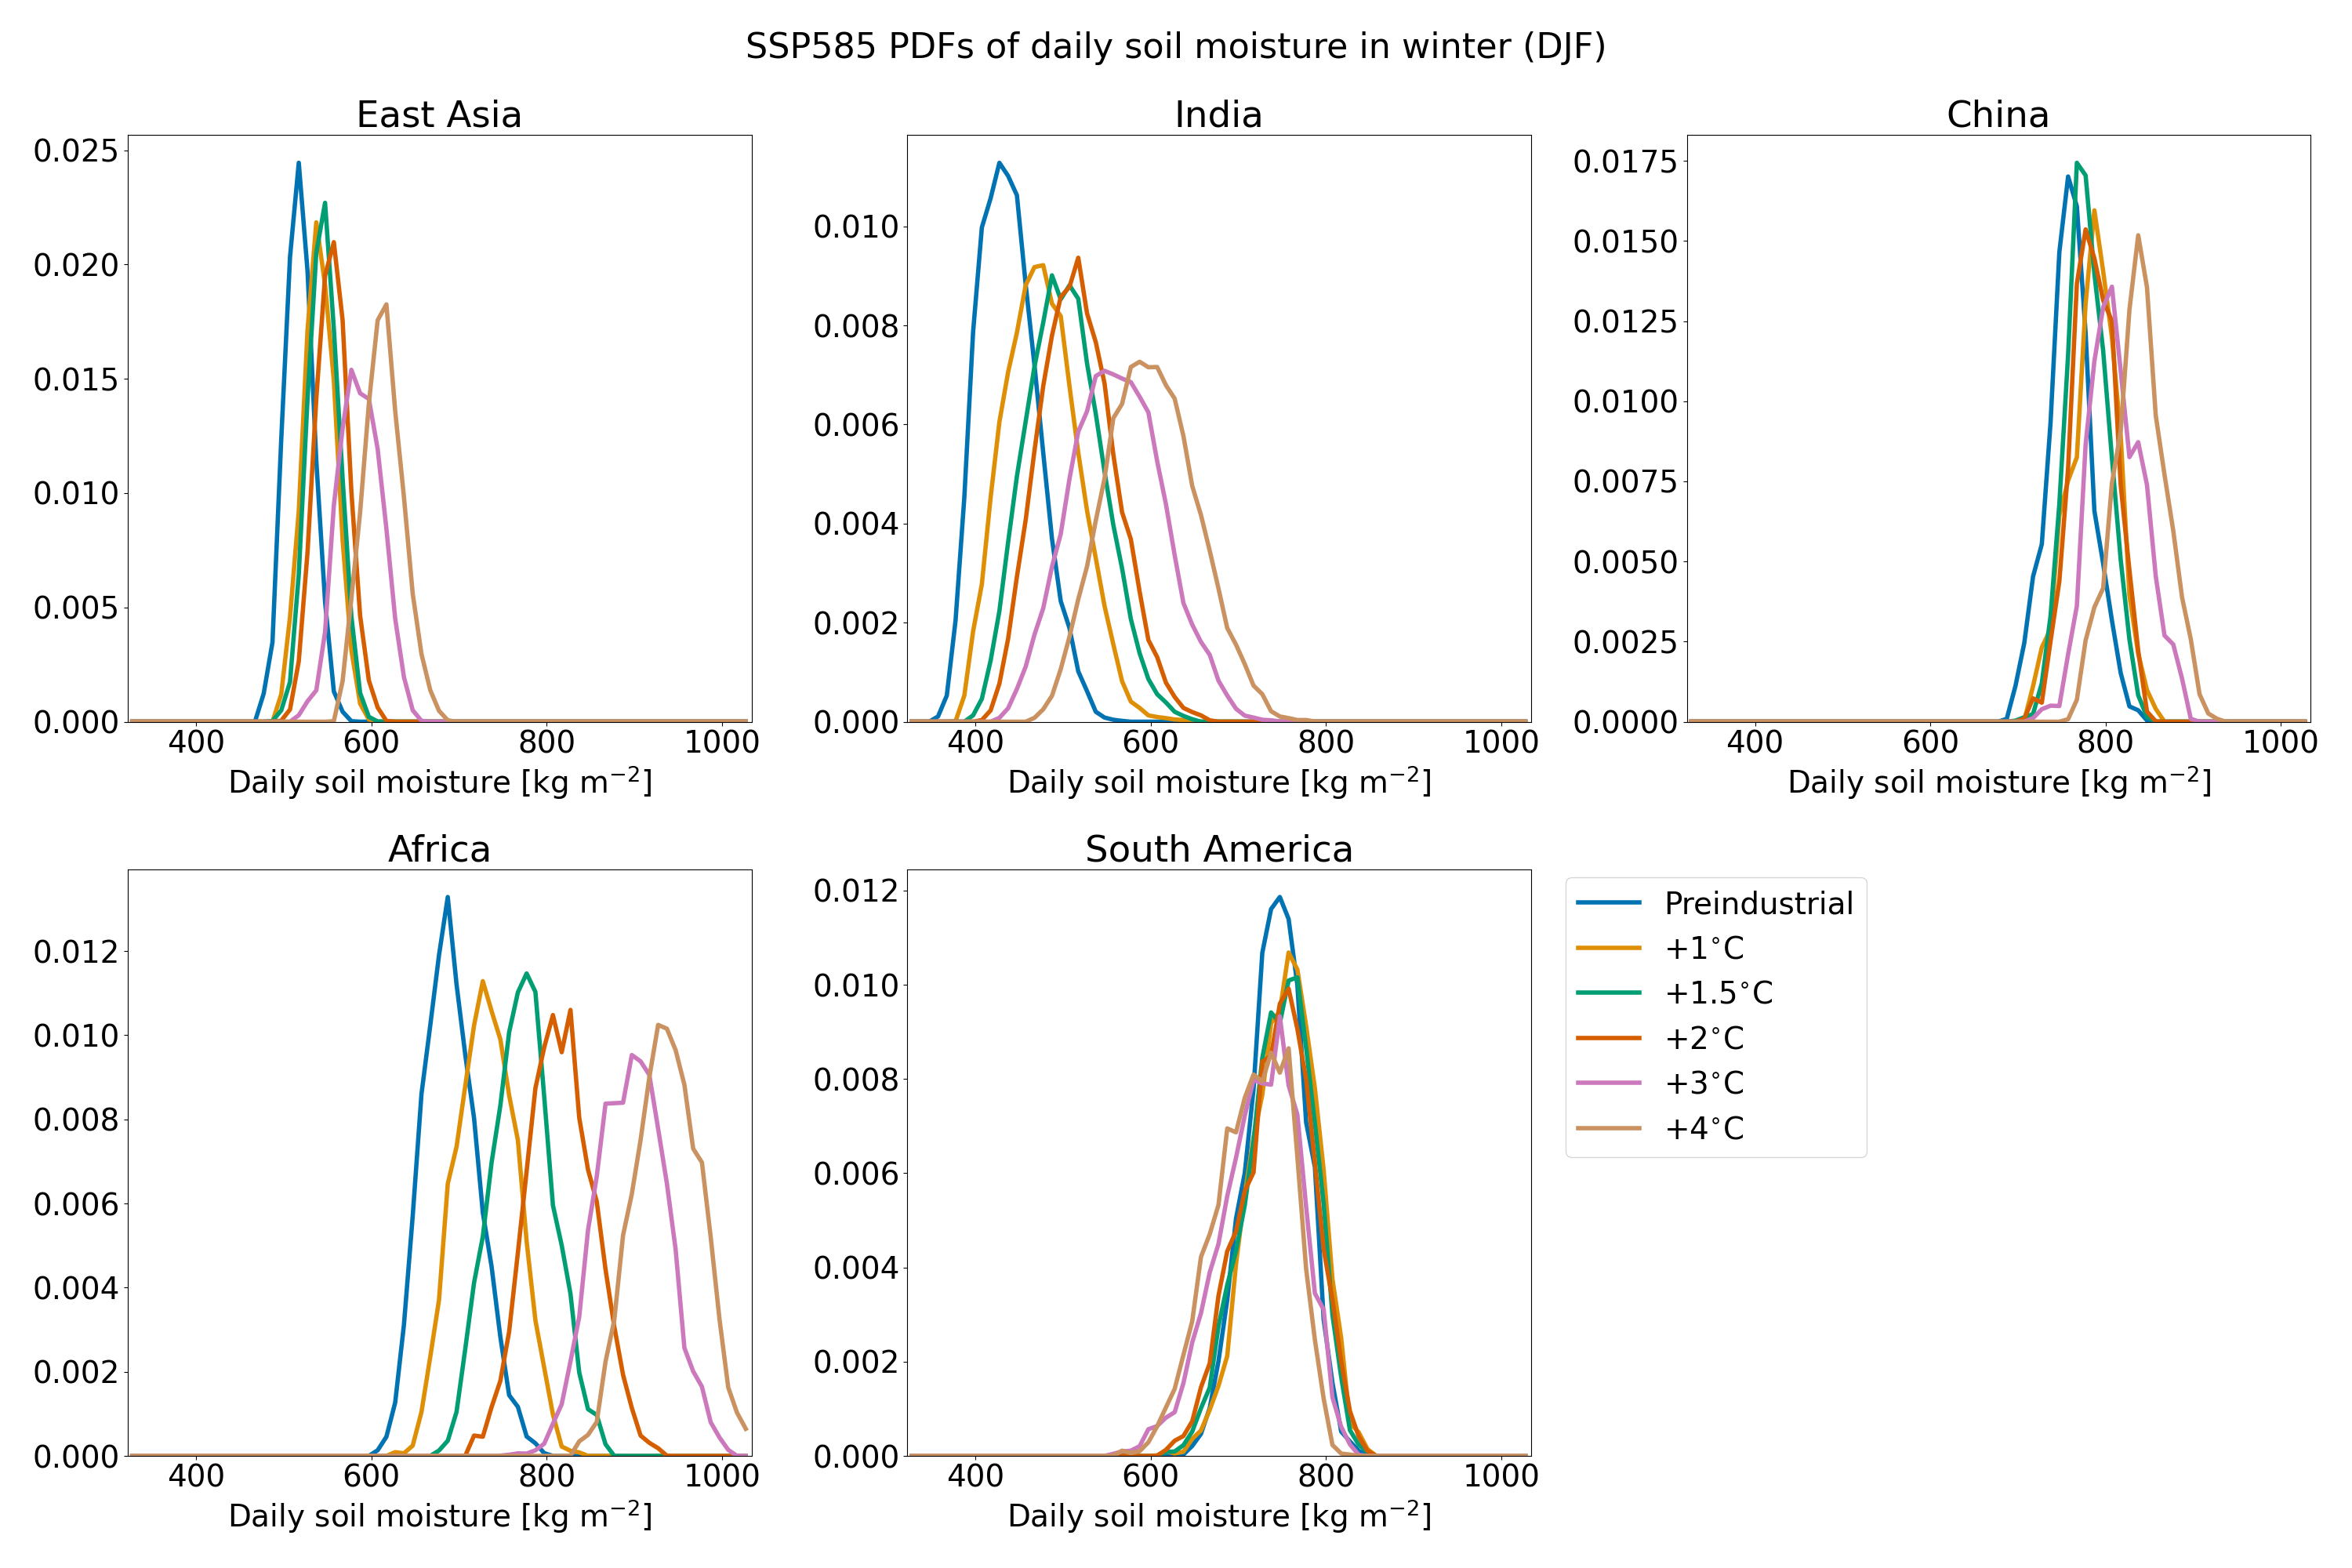 SSP585 PDFs of daily soil moisture in winter (DJF)
East Asia
0.025
0.020
0.015
0.010
0.005
0.000
400 600 800 1000
Daily soil moisture [kg m⁻²]
India
0.010
0.008
0.006
0.004
0.002
0.000
400 600 800 1000
Daily soil moisture [kg m⁻²]
China
0.0175
0.0150
0.0125
0.0100
0.0075
0.0050
0.0025
0.0000
400 600 800 1000
Daily soil moisture [kg m⁻²]
Africa
0.012
0.010
0.008
0.006
0.004
0.002
0.000
400 600 800 1000
Daily soil moisture [kg m⁻²]
South America
0.012
0.010
0.008
0.006
0.004
0.002
0.000
400 600 800 1000
Daily soil moisture [kg m⁻²]
Preindustrial
+1°C
+1.5°C
+2°C
+3°C
+4°C